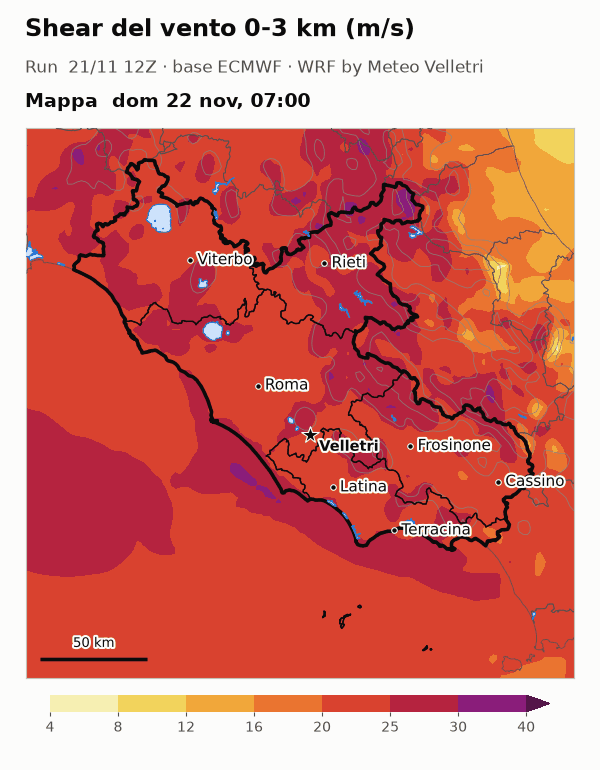 Shear del vento 0-3 km (m/s)
Run  21/11 12Z · base ECMWF · WRF by Meteo Velletri
Mappa  dom 22 nov, 07:00
Viterbo
Rieti
Roma
Velletri
Frosinone
Latina
Cassino
Terracina
50 km
4 8 12 16 20 25 30 40